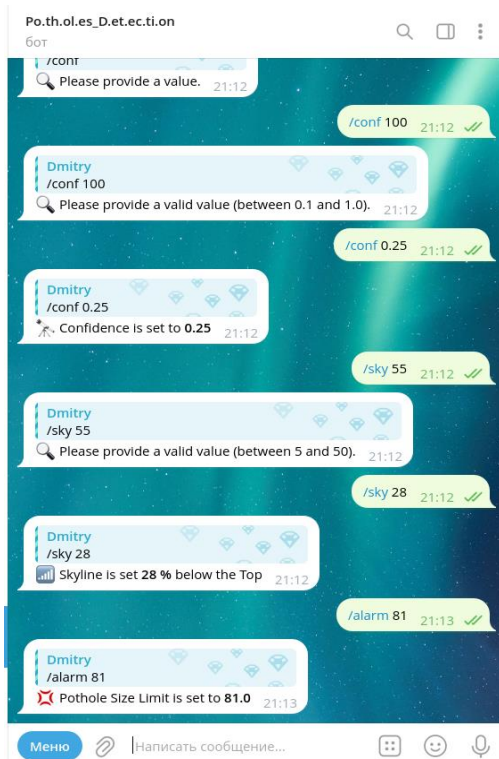 Po.th.ol.es_D.et.ec.ti.on
бот
/conf
Please provide a value. 21:12
/conf 100 21:12
Dmitry
/conf 100
Please provide a valid value (between 0.1 and 1.0). 21:12
/conf 0.25 21:12
Dmitry
/conf 0.25
Confidence is set to 0.25 21:12
/sky 55 21:12
Dmitry
/sky 55
Please provide a valid value (between 5 and 50). 21:12
/sky 28 21:12
Dmitry
/sky 28
Skyline is set 28 % below the Top 21:12
/alarm 81 21:13
Dmitry
/alarm 81
Pothole Size Limit is set to 81.0 21:13
Меню Написать сообщение...